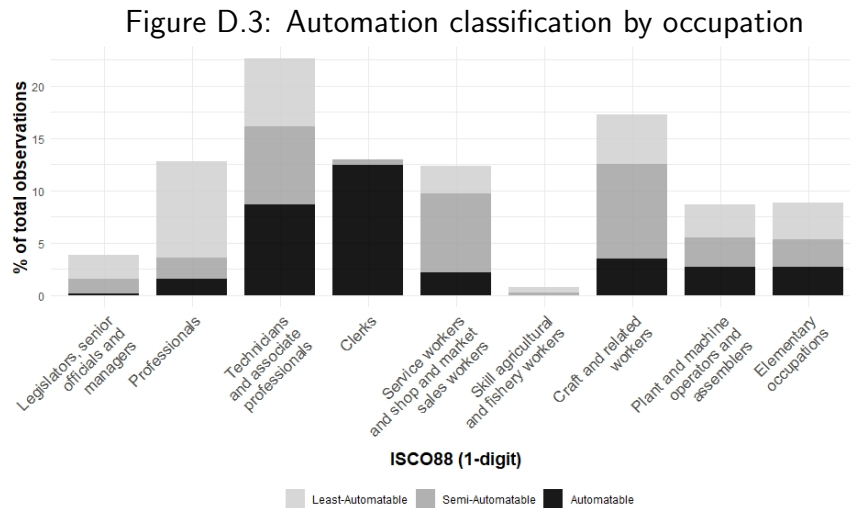 Figure D.3: Automation classification by occupation
% of total observations
20
15
10
5
0
Legislators, senior
officials and
managers
Professionals
Technicians
and associate
professionals
Clerks
Service workers
and shop and market
sales workers
Skill agricultural
and fishery workers
Craft and related
workers
Plant and machine
operators and
assemblers
Elementary
occupations
ISCO88 (1-digit)
Least-Automatable
Semi-Automatable
Automatable